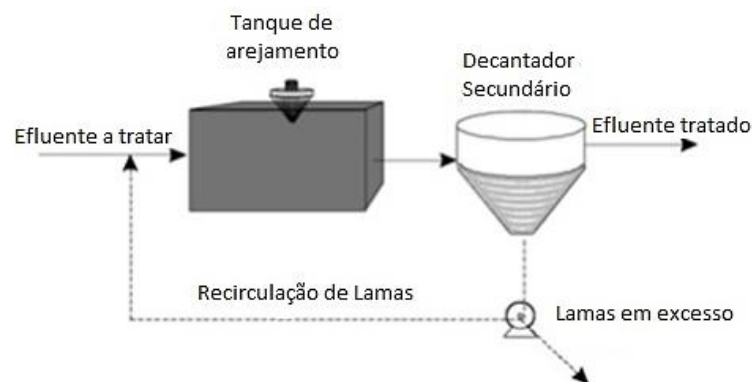 Tanque de
arejamento
Decantador
Secundário
Efluente a tratar
Efluente tratado
Recirculação de Lamas
Lamas em excesso